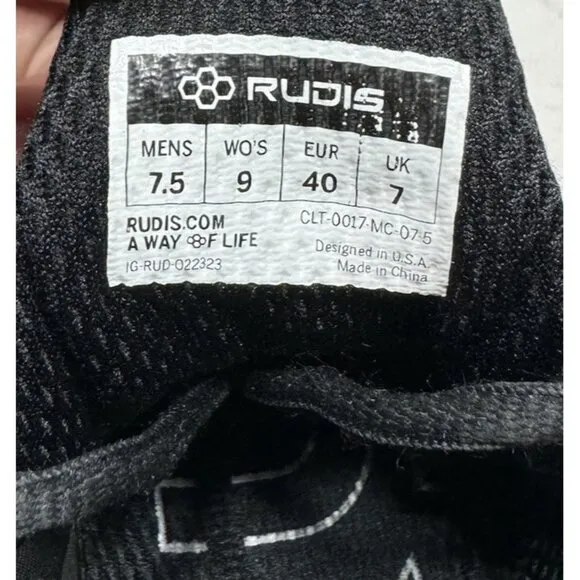 RUDIS
MENS WO'S EUR UK
7.5 9 40 7
RUDIS.COM
A WAY OF LIFE
CLT-0017-MC-07-5
IG-RUD-022323
Designed in U.S.A.
Made in China